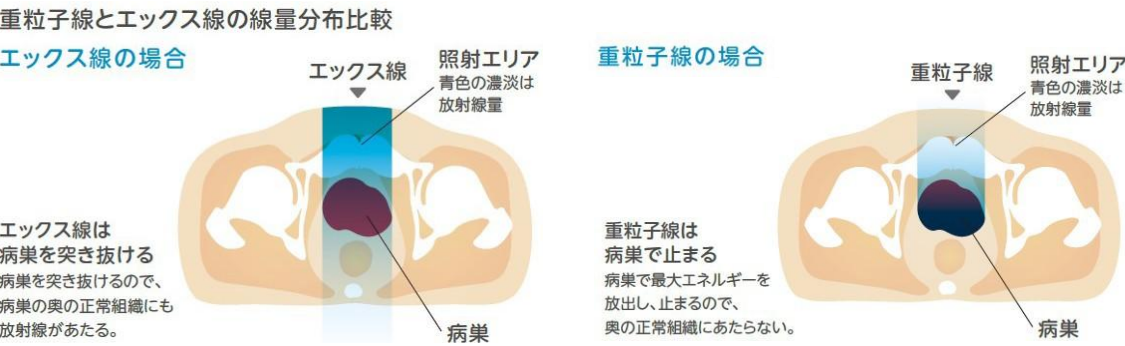 重粒子線とエックス線の線量分布比較
エックス線の場合
エックス線
照射エリア
青色の濃淡は
放射線量
エックス線は
病巣を突き抜ける
病巣を突き抜けるので、
病巣の奥の正常組織にも
放射線があたる。
病巣
重粒子線の場合
重粒子線
照射エリア
青色の濃淡は
放射線量
重粒子線は
病巣で止まる
病巣で最大エネルギーを
放出し、止まるので、
奥の正常組織にあたらない。
病巣